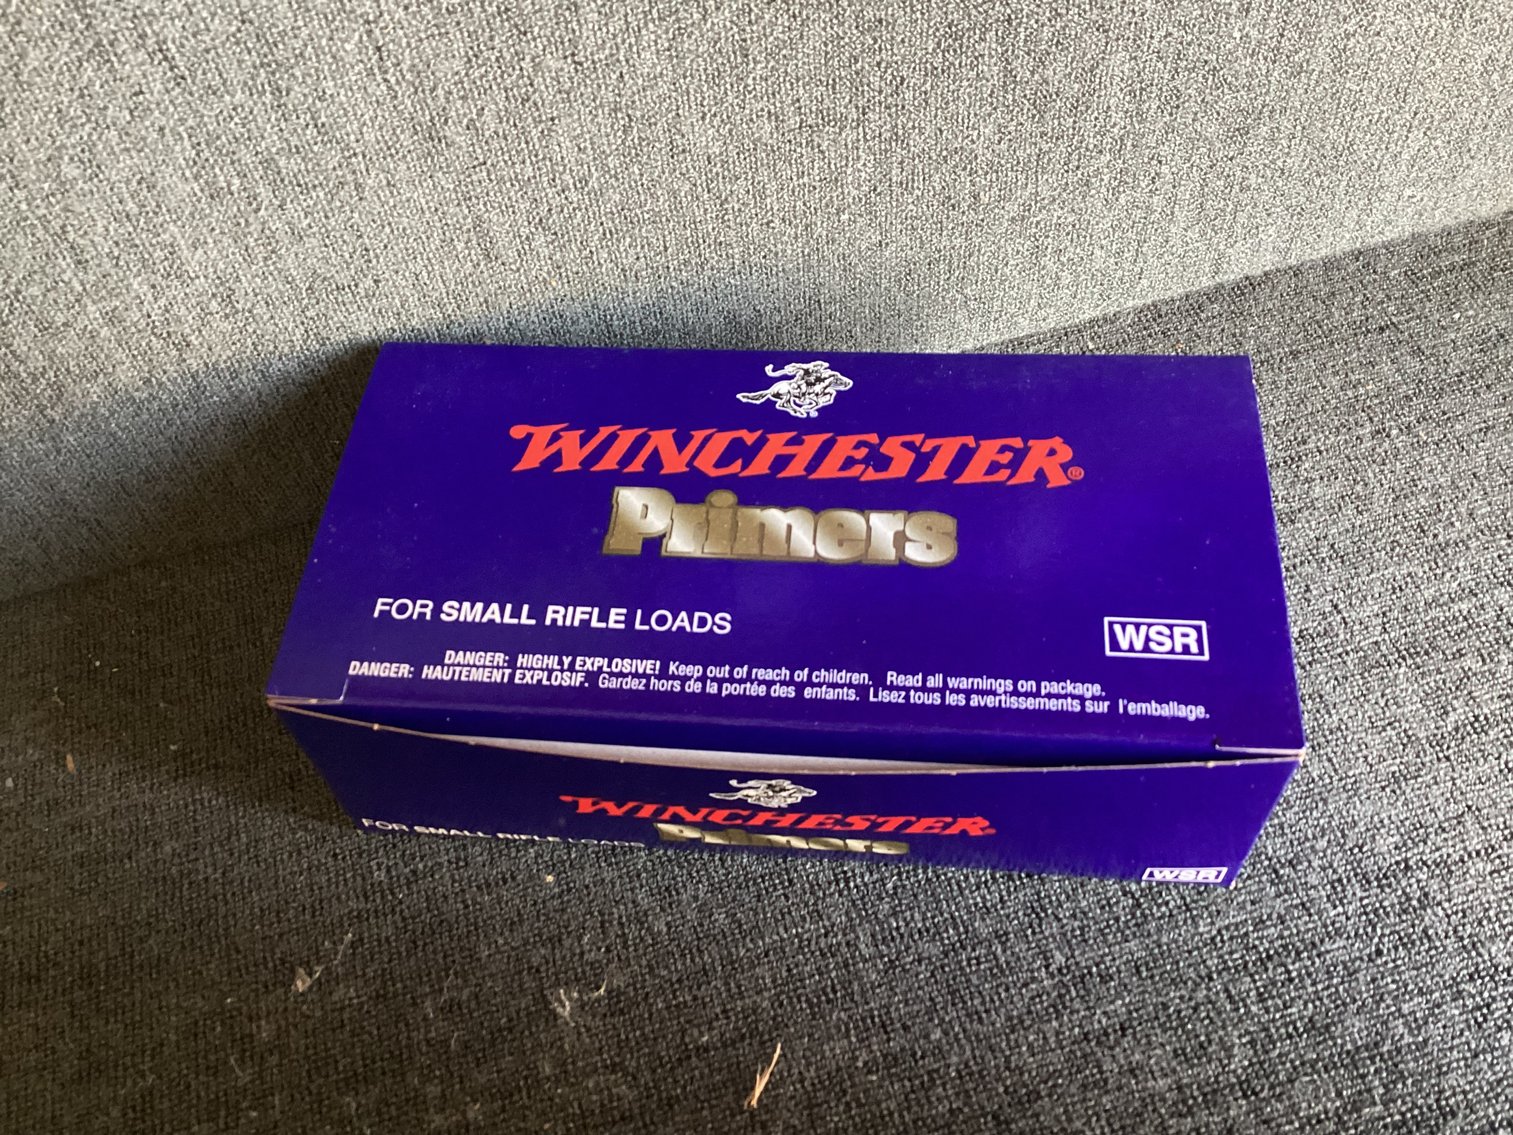 WINCHESTER®
Primers
FOR SMALL RIFLE LOADS
WSR
DANGER: HIGHLY EXPLOSIVE! Keep out of reach of children. Read all warnings on package.
DANGER: HAUTEMENT EXPLOSIF. Gardez hors de la portée des enfants. Lisez tous les avertissements sur l'emballage.
WINCHESTER
Primers
FOR SMALL RIFLE LOADS
WSR